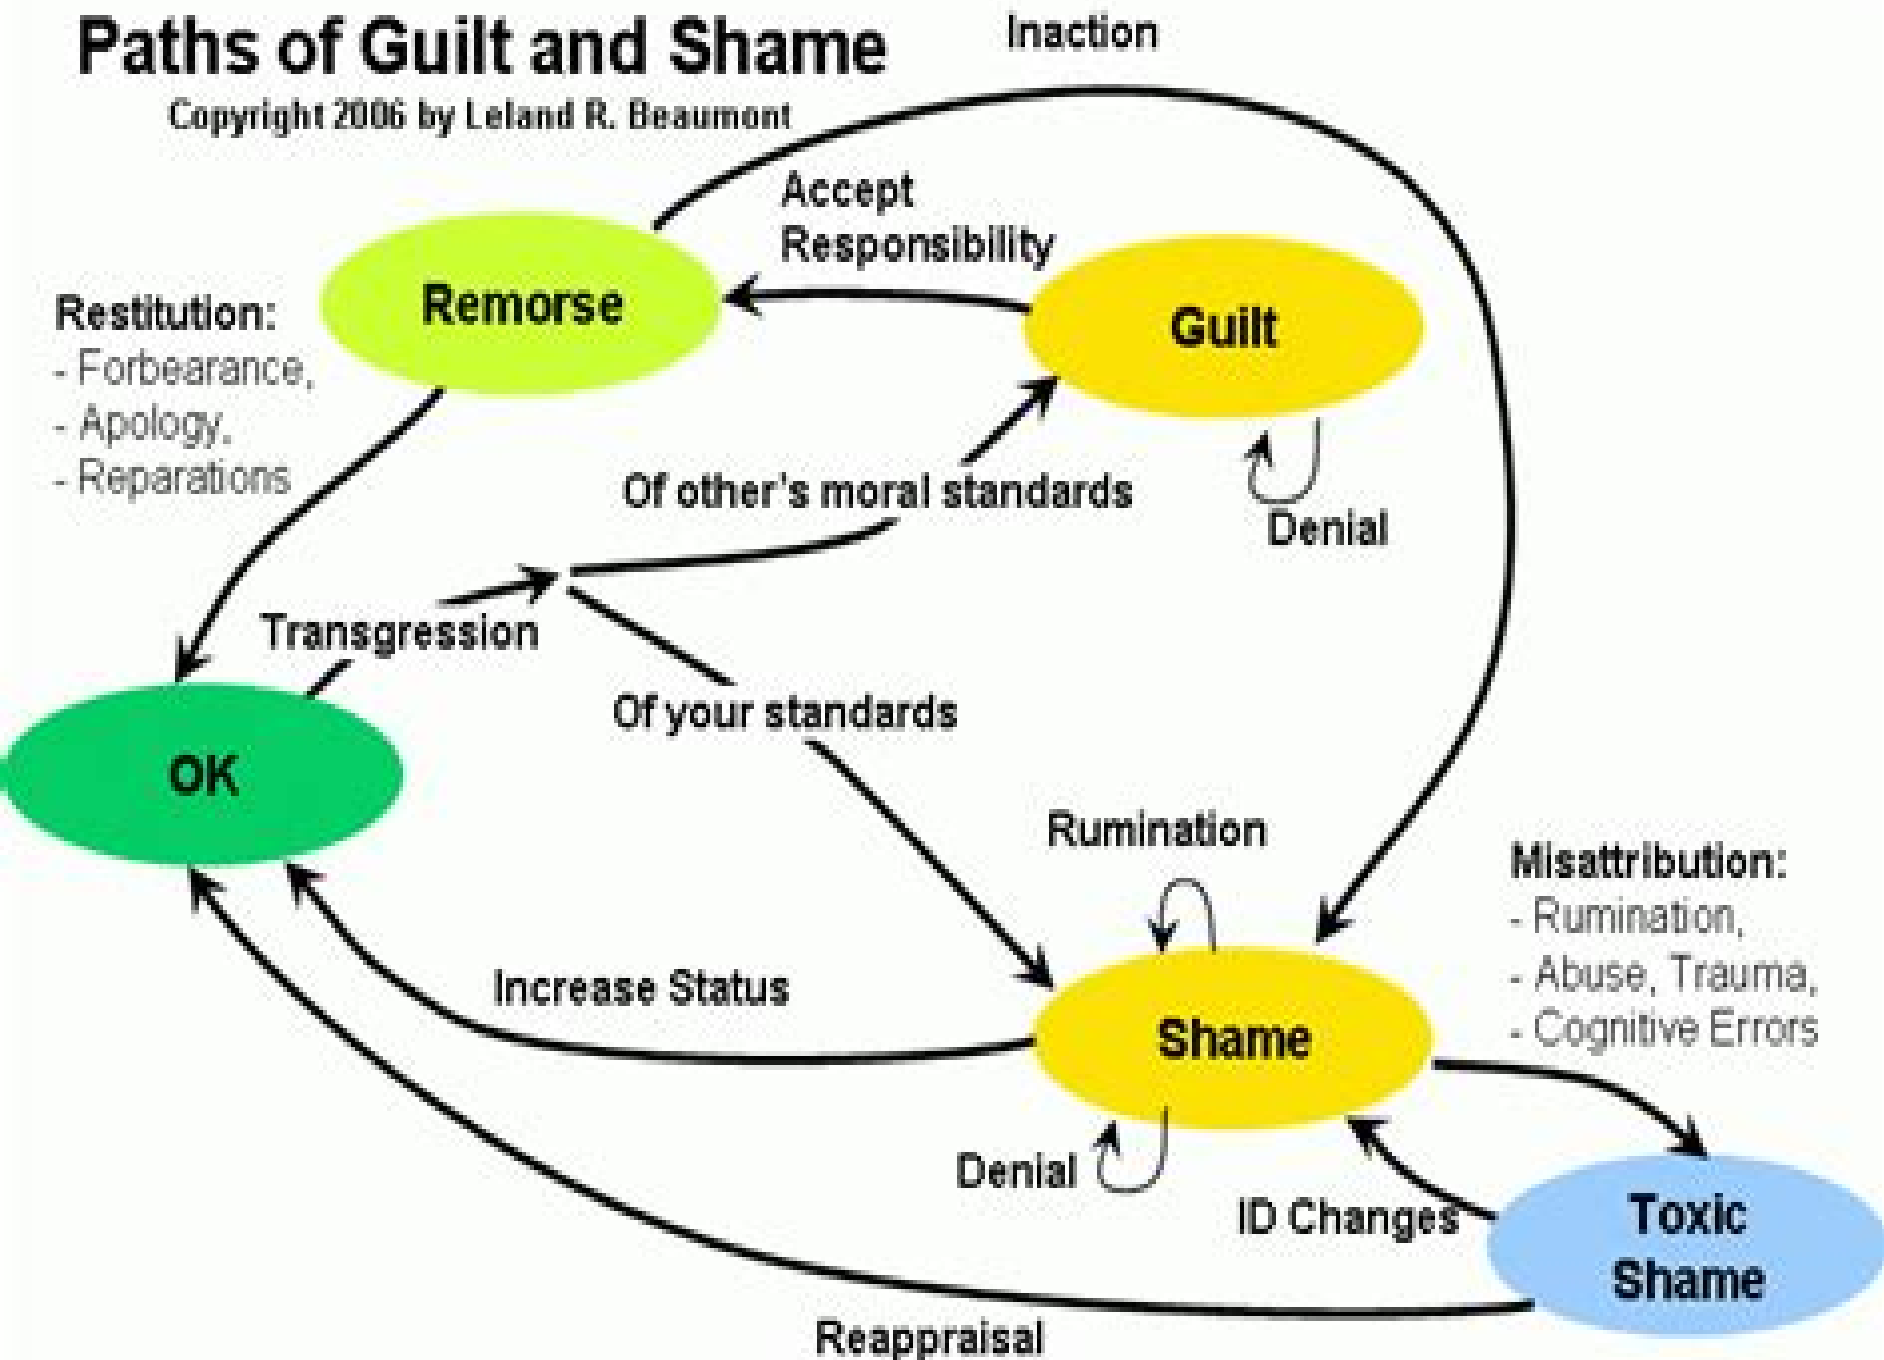 Paths of Guilt and Shame
Copyright 2006 by Leland R. Beaumont
Inaction
Accept
Responsibility
Remorse
Guilt
Restitution:
- Forbearance,
- Apology,
- Reparations
Of other's moral standards
Denial
Transgression
Of your standards
OK
Rumination
Misattribution:
- Rumination,
- Abuse, Trauma,
- Cognitive Errors
Increase Status
Shame
Denial
ID Changes
Toxic
Shame
Reappraisal